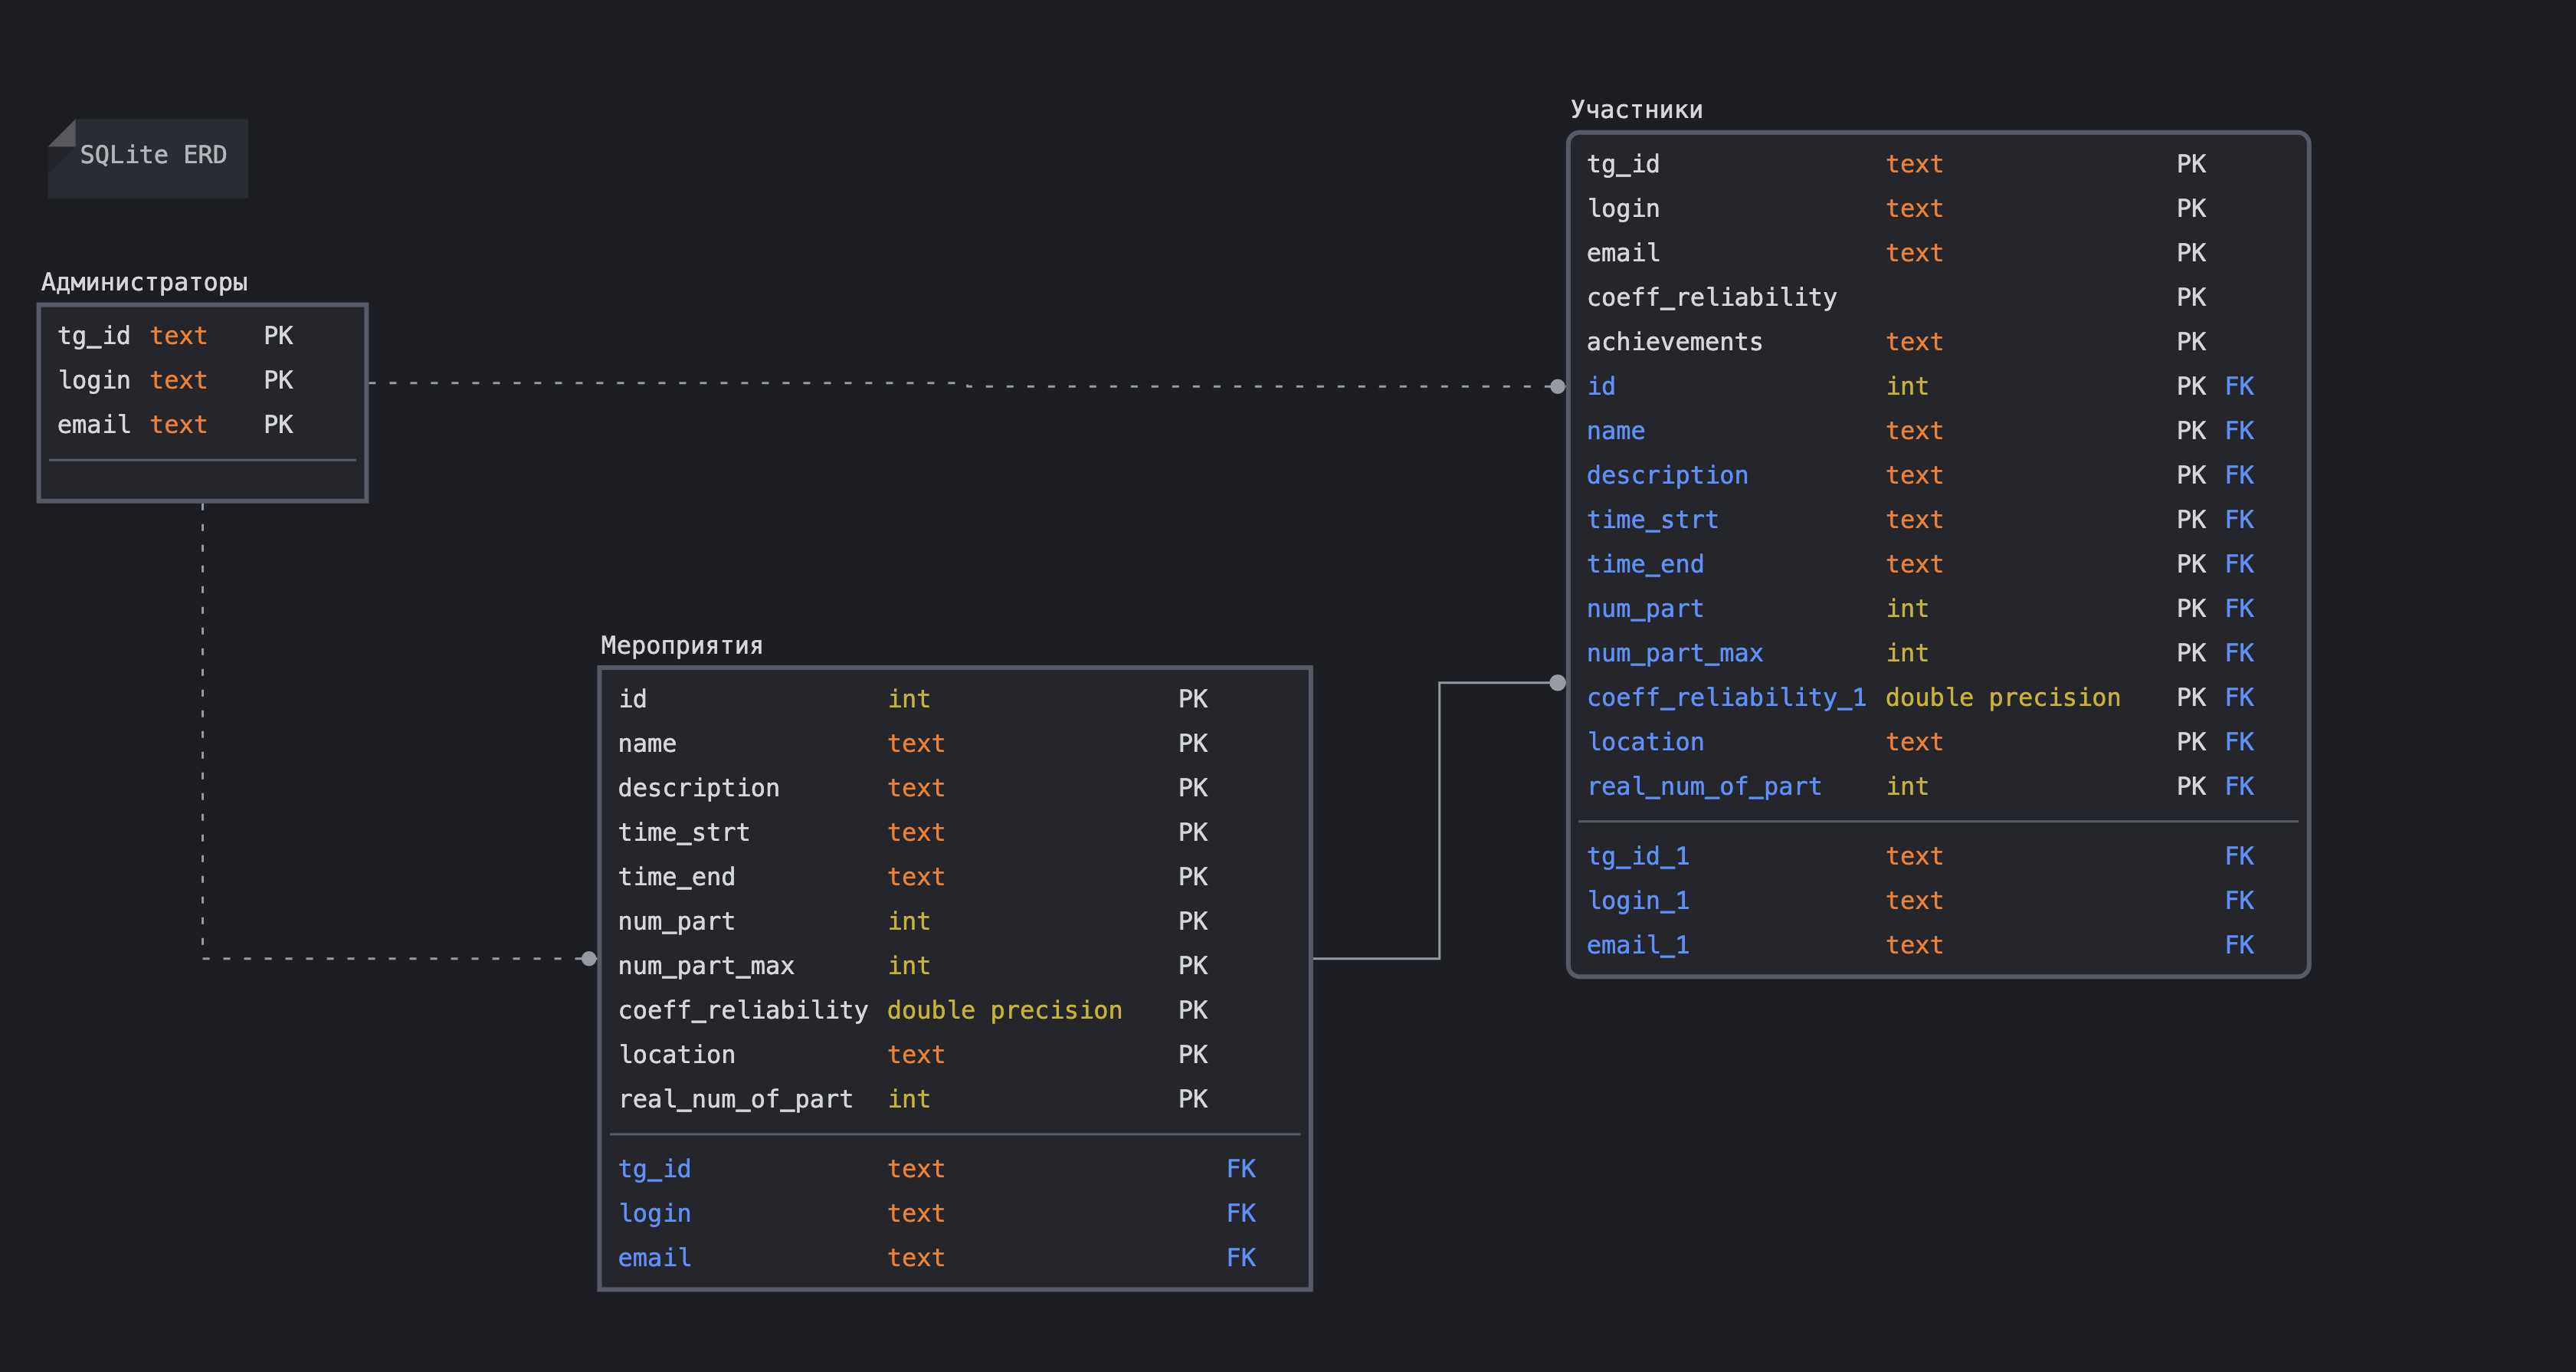 SQLite ERD
Администраторы
tg_id text PK
login text PK
email text PK
Мероприятия
id int PK
name text PK
description text PK
time_strt text PK
time_end text PK
num_part int PK
num_part_max int PK
coeff_reliability double precision PK
location text PK
real_num_of_part int PK
tg_id text FK
login text FK
email text FK
Участники
tg_id text PK
login text PK
email text PK
coeff_reliability PK
achievements text PK
id int PK FK
name text PK FK
description text PK FK
time_strt text PK FK
time_end text PK FK
num_part int PK FK
num_part_max int PK FK
coeff_reliability_1 double precision PK FK
location text PK FK
real_num_of_part int PK FK
tg_id_1 text FK
login_1 text FK
email_1 text FK